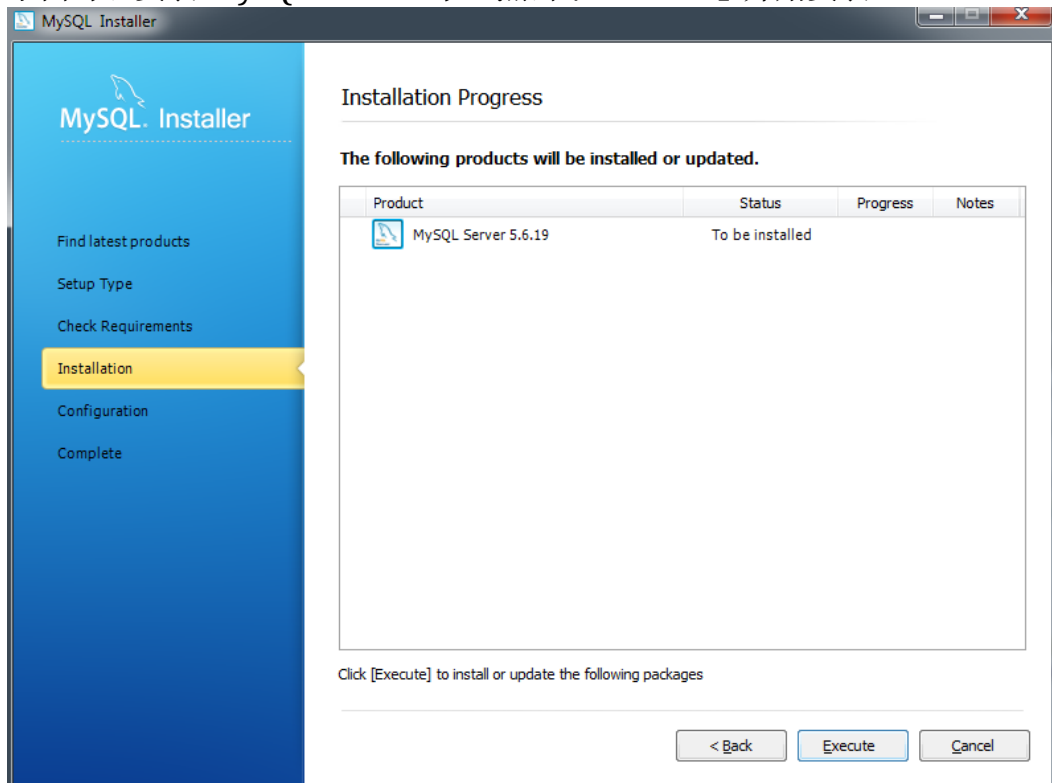 MySQL Installer
MySQL. Installer
Find latest products
Setup Type
Check Requirements
Installation
Configuration
Complete
Installation Progress
The following products will be installed or updated.
Product Status Progress Notes
MySQL Server 5.6.19 To be installed
Click [Execute] to install or update the following packages
< Back Execute Cancel